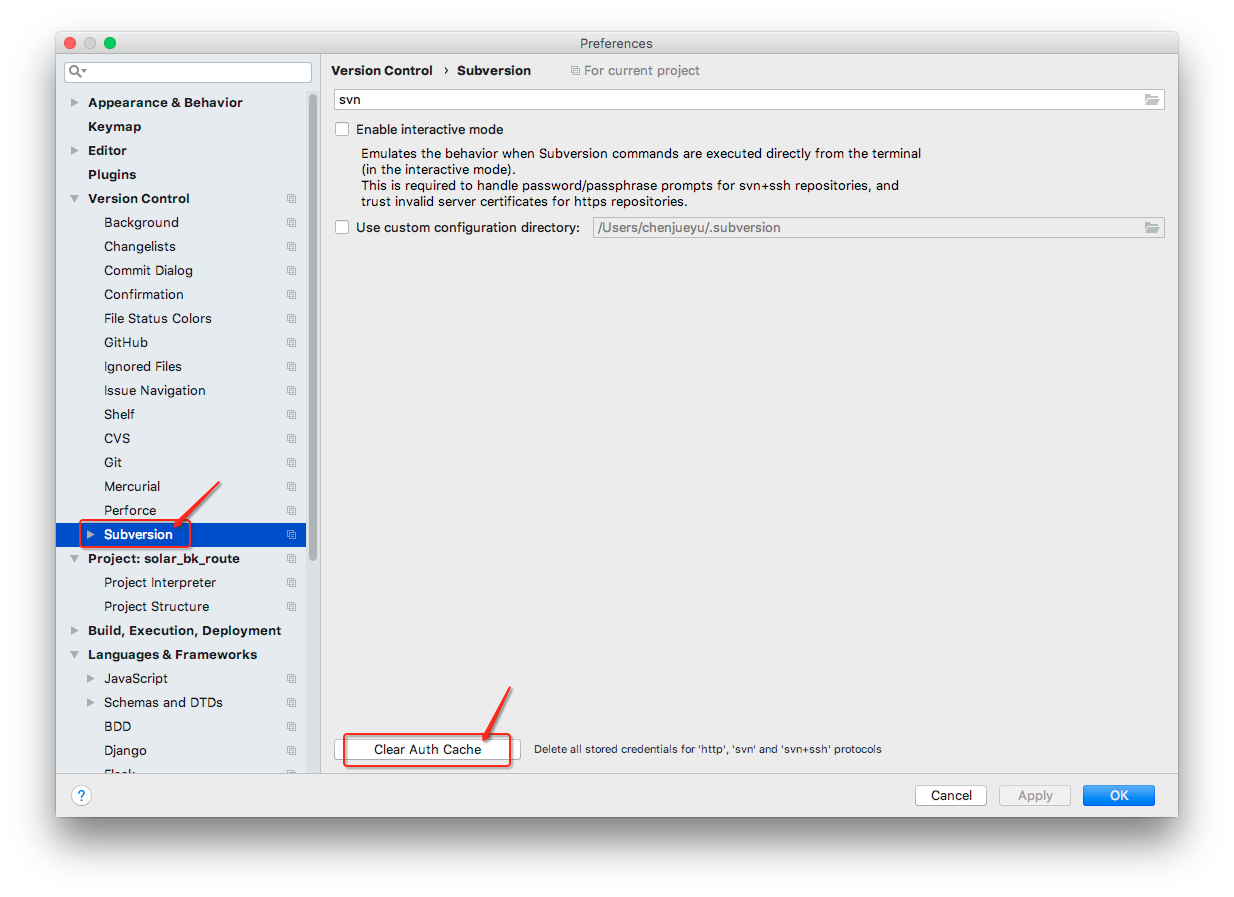 Preferences
Appearance & Behavior
Keymap
Editor
Plugins
Version Control
Background
Changelists
Commit Dialog
Confirmation
File Status Colors
GitHub
Ignored Files
Issue Navigation
Shelf
CVS
Git
Mercurial
Perforce
Subversion
Project: solar_bk_route
Project Interpreter
Project Structure
Build, Execution, Deployment
Languages & Frameworks
JavaScript
Schemas and DTDs
BDD
Django
Version Control › Subversion For current project
svn
Enable interactive mode
Emulates the behavior when Subversion commands are executed directly from the terminal
(in the interactive mode).
This is required to handle password/passphrase prompts for svn+ssh repositories, and
trust invalid server certificates for https repositories.
Use custom configuration directory: /Users/chenjueyu/.subversion
Clear Auth Cache Delete all stored credentials for 'http', 'svn' and 'svn+ssh' protocols
? Cancel Apply OK